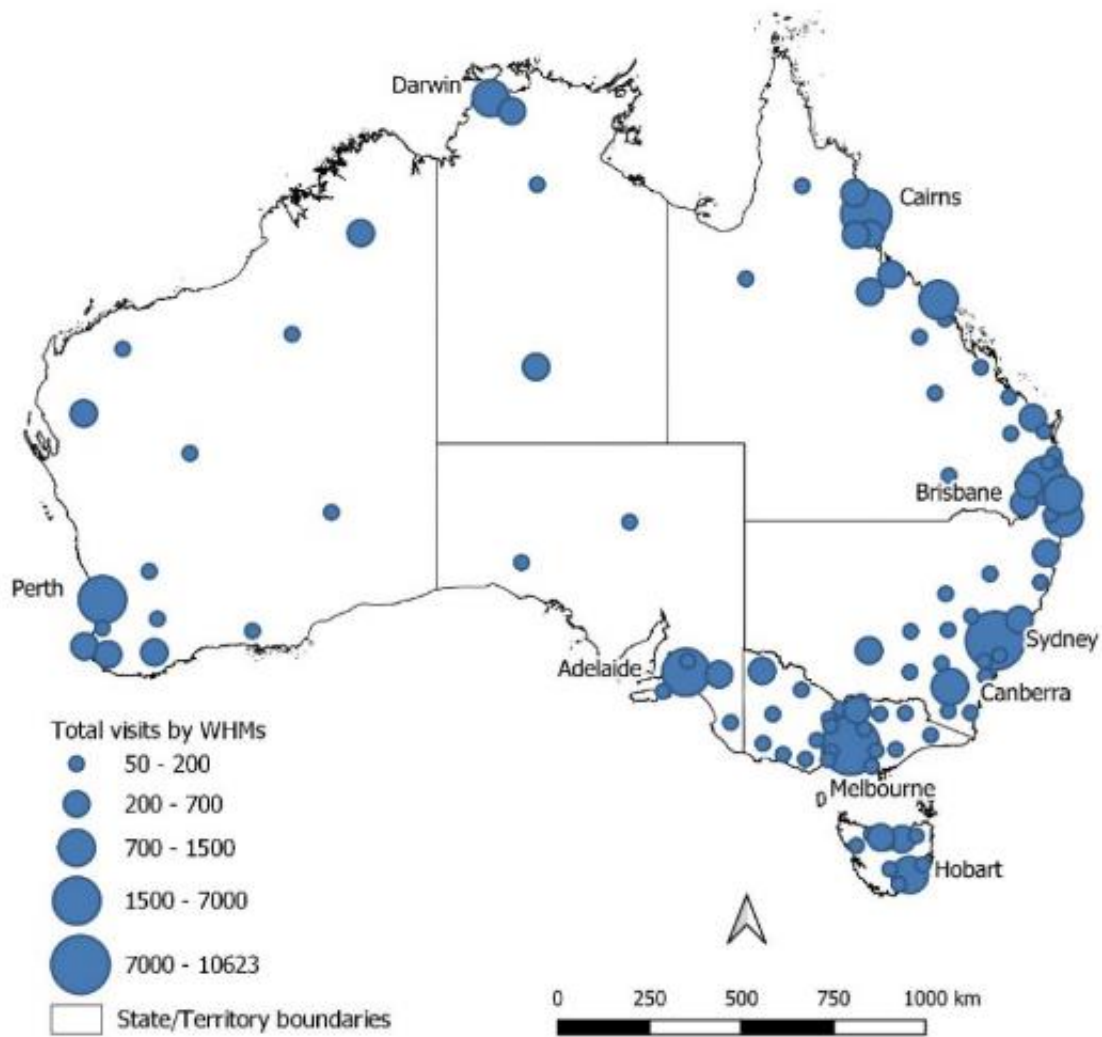 Darwin
Cairns
Brisbane
Perth
Sydney
Adelaide
Canberra
Melbourne
Hobart
Total visits by WHMs
50 - 200
200 - 700
700 - 1500
1500 - 7000
7000 - 10623
State/Territory boundaries
0 250 500 750 1000 km